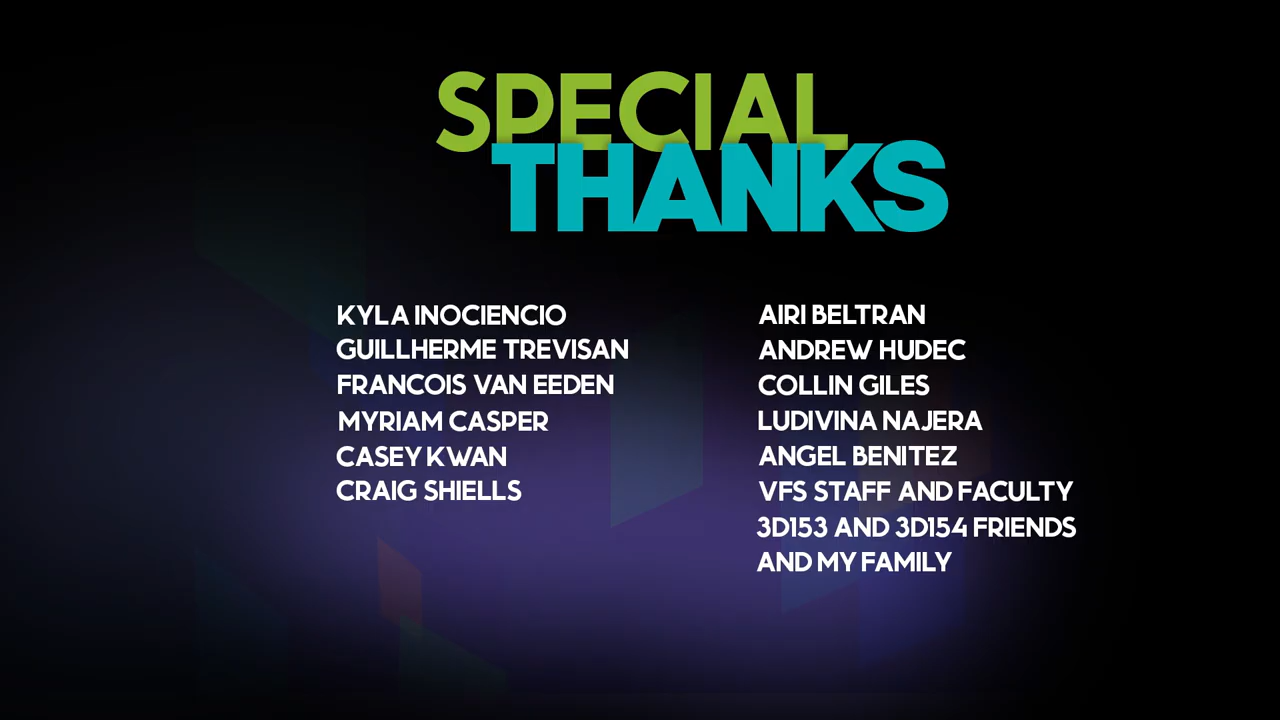 SPECIAL
THANKS
KYLA INOCIENCIO
GUILLHERME TREVISAN
FRANCOIS VAN EEDEN
MYRIAM CASPER
CASEY KWAN
CRAIG SHIELLS
AIRI BELTRAN
ANDREW HUDEC
COLLIN GILES
LUDIVINA NAJERA
ANGEL BENITEZ
VFS STAFF AND FACULTY
3D153 AND 3D154 FRIENDS
AND MY FAMILY